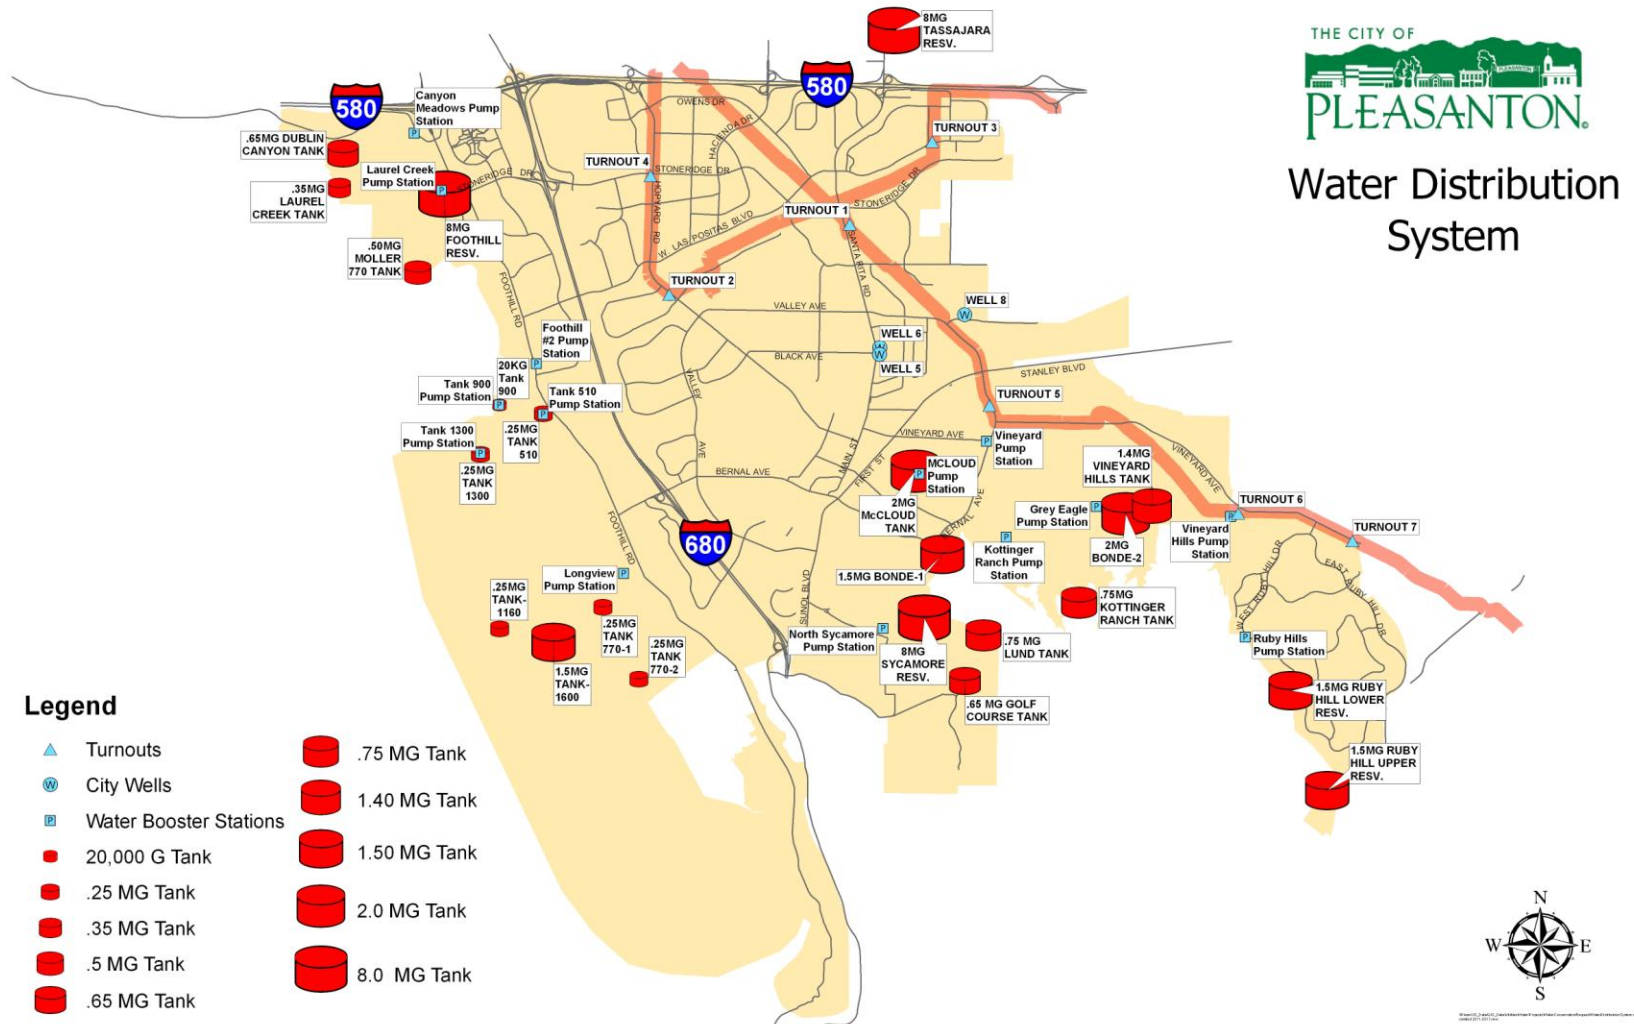 THE CITY OF
PLEASANTON
PLEASANTON
Water Distribution
System
8MG
TASSAJARA
RESV.
580
580
Canyon
Meadows Pump
Station
.65MG DUBLIN
CANYON TANK
Laurel Creek
Pump Station
.35MG
LAUREL
CREEK TANK
8MG
FOOTHILL
RESV.
.50MG
MOLLER
770 TANK
OWENS DR
HACIENDA DR
TURNOUT 3
TURNOUT 4
STONERIDGE DR
STONERIDGE DR
STONERIDGE DR
HOPYARD RD
TURNOUT 1
W. LAS POSITAS BLVD
SANTA RITA RD
TURNOUT 2
FOOTHILL RD
VALLEY AVE
WELL 8
W
WELL 6
W
W
WELL 5
BLACK AVE
STANLEY BLVD
Foothill
#2 Pump
Station
20KG
Tank
900
Tank 900
Pump Station
Tank 510
Pump Station
.25MG
TANK
510
Tank 1300
Pump Station
.25MG
TANK
1300
VALLEY
AVE
TURNOUT 5
VINEYARD AVE
Vineyard
Pump
Station
MAIN ST
FIRST ST
BERNAL AVE
MCLOUD
Pump
Station
2MG
McCLOUD
TANK
BERNAL AVE
1.4MG
VINEYARD
HILLS TANK
VINEYARD AVE
Grey Eagle
Pump Station
2MG
BONDE-2
TURNOUT 6
Vineyard
Hills Pump
Station
TURNOUT 7
680
FOOTHILL RD
1.5MG BONDE-1
Kottinger
Ranch Pump
Station
Longview
Pump Station
.25MG
TANK-
1160
.25MG
TANK
770-1
1.5MG
TANK-
1600
.25MG
TANK
770-2
SUNOL BLVD
North Sycamore
Pump Station
8MG
SYCAMORE
RESV.
.75 MG
LUND TANK
.65 MG GOLF
COURSE TANK
.75MG
KOTTINGER
RANCH TANK
WEST RUBY HILL DR
EAST RUBY HILL DR
Ruby Hills
Pump Station
1.5MG RUBY
HILL LOWER
RESV.
1.5MG RUBY
HILL UPPER
RESV.
Legend
Turnouts
W City Wells
P Water Booster Stations
20,000 G Tank
.25 MG Tank
.35 MG Tank
.5 MG Tank
.65 MG Tank
.75 MG Tank
1.40 MG Tank
1.50 MG Tank
2.0 MG Tank
8.0 MG Tank
N
W
E
S